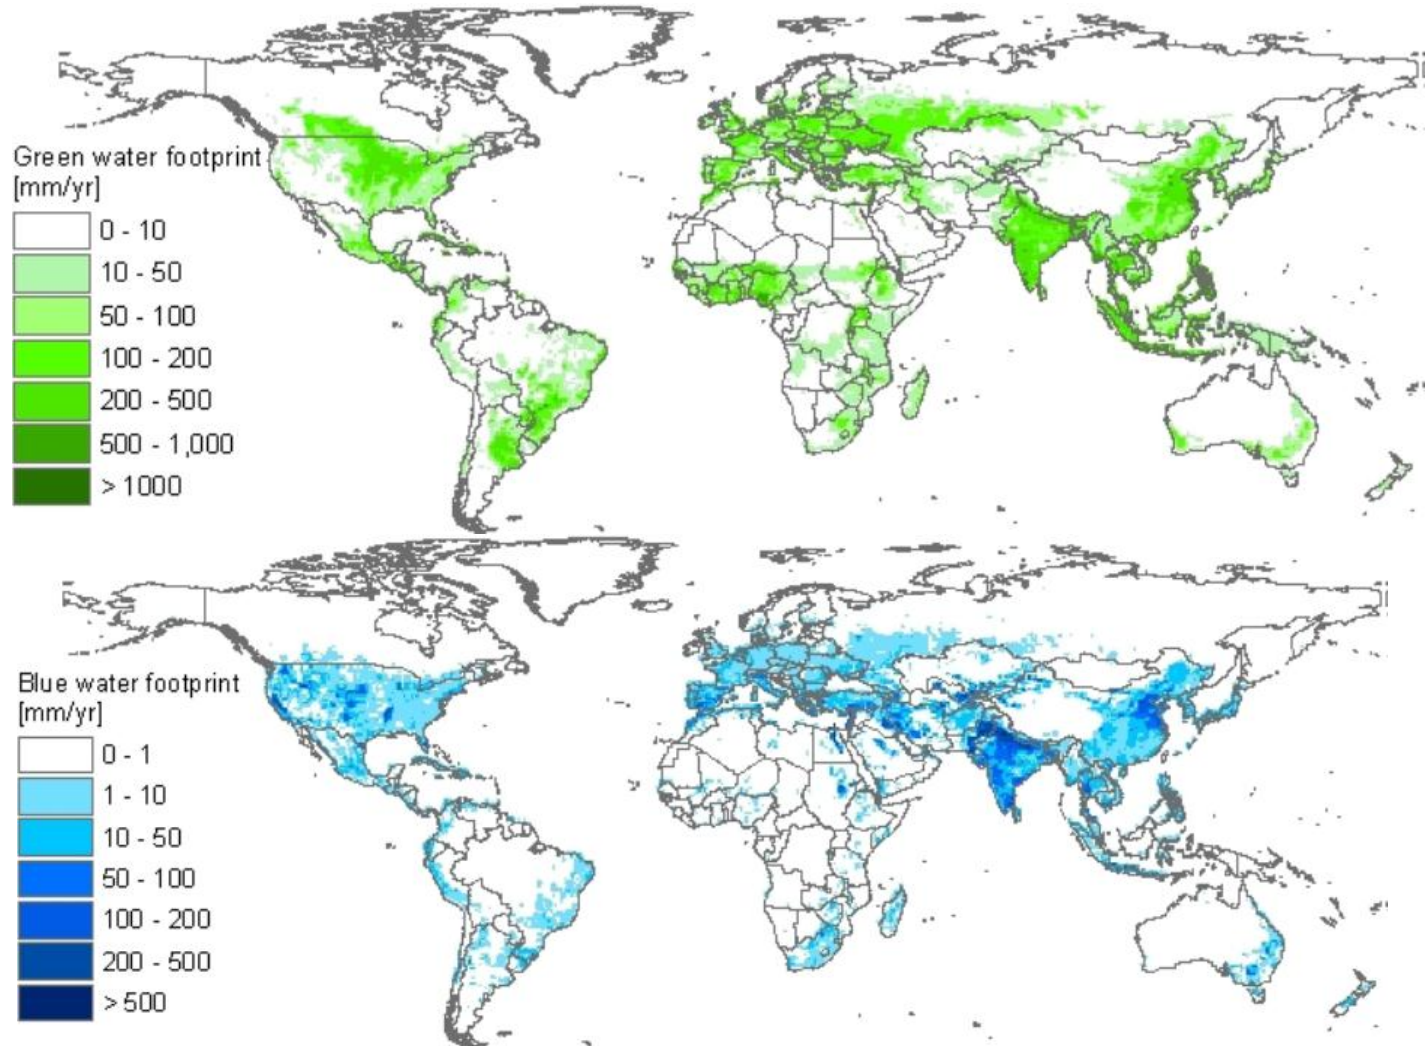 Green water footprint
[mm/yr]
0 - 10
10 - 50
50 - 100
100 - 200
200 - 500
500 - 1,000
> 1000
Blue water footprint
[mm/yr]
0 - 1
1 - 10
10 - 50
50 - 100
100 - 200
200 - 500
> 500